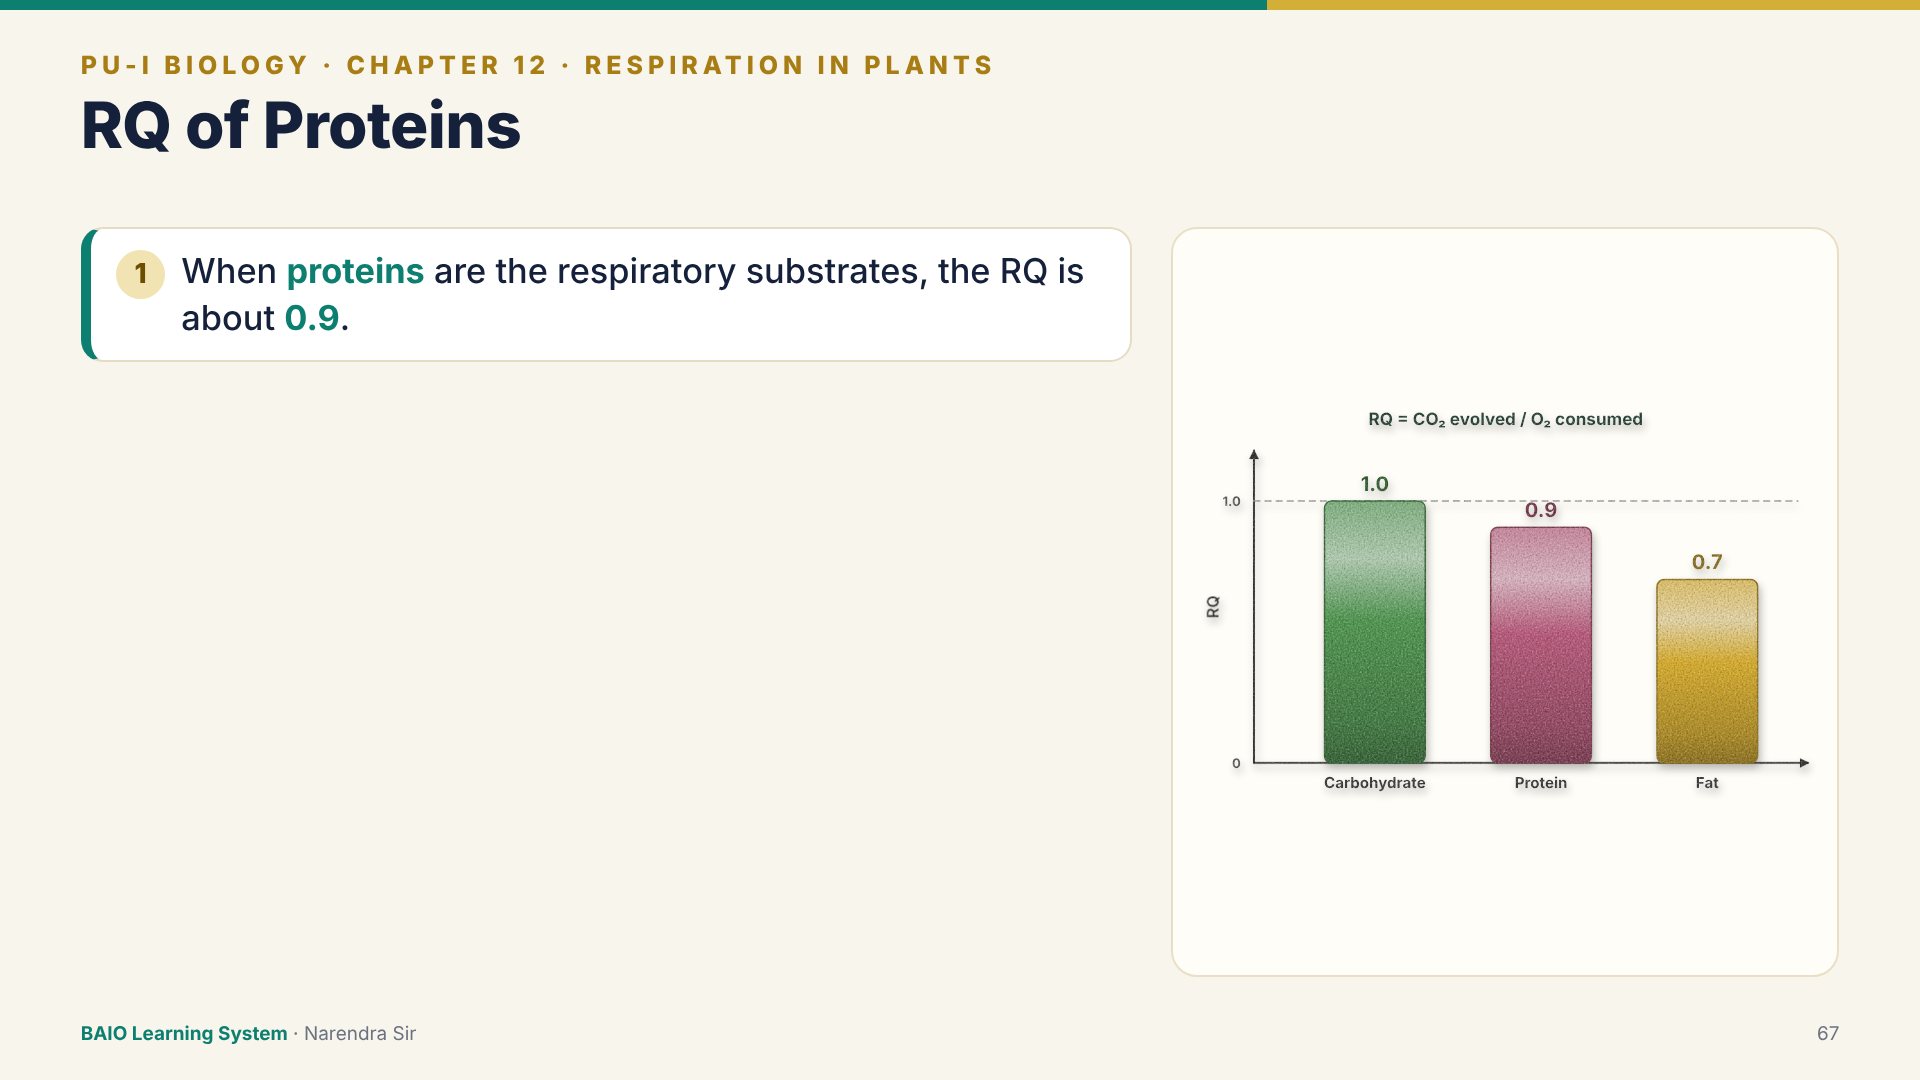 PU-I BIOLOGY · CHAPTER 12 · RESPIRATION IN PLANTS
RQ of Proteins
1
When proteins are the respiratory substrates, the RQ is
about 0.9.
RQ = CO₂ evolved / O₂ consumed
1.0
1.0
0.9
0.7
RQ
0
Carbohydrate
Protein
Fat
BAIO Learning System · Narendra Sir
67